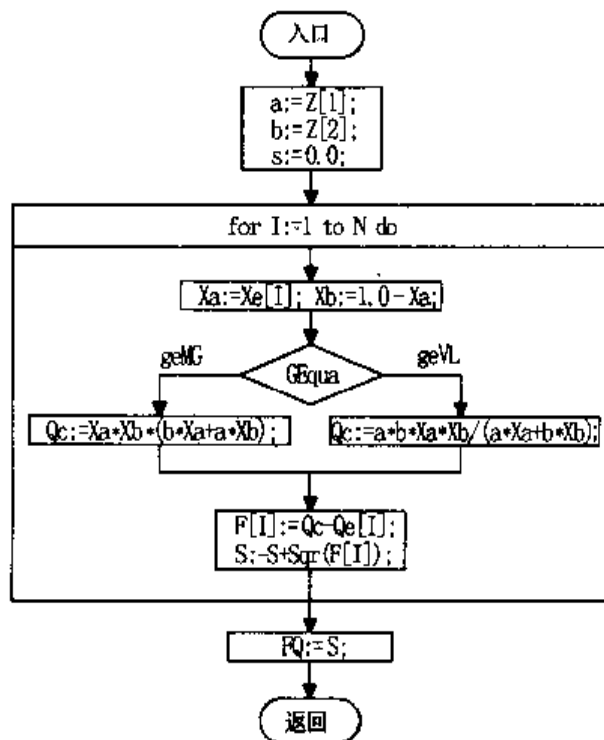 入口
a:=Z[1];
b:=Z[2];
s:=0.0;
for I:=1 to N do
Xa:=Xe[I]; Xb:=1.0-Xa;
geMG
GEqua
geVL
Qc:=Xa*Xb*(b*Xa+a*Xb);
Qc:=a*b*Xa*Xb/(a*Xa+b*Xb);
F[I]:=Qc-Qe[I];
S:-S+Sqr(F[I]);
FQ:=S;
返回